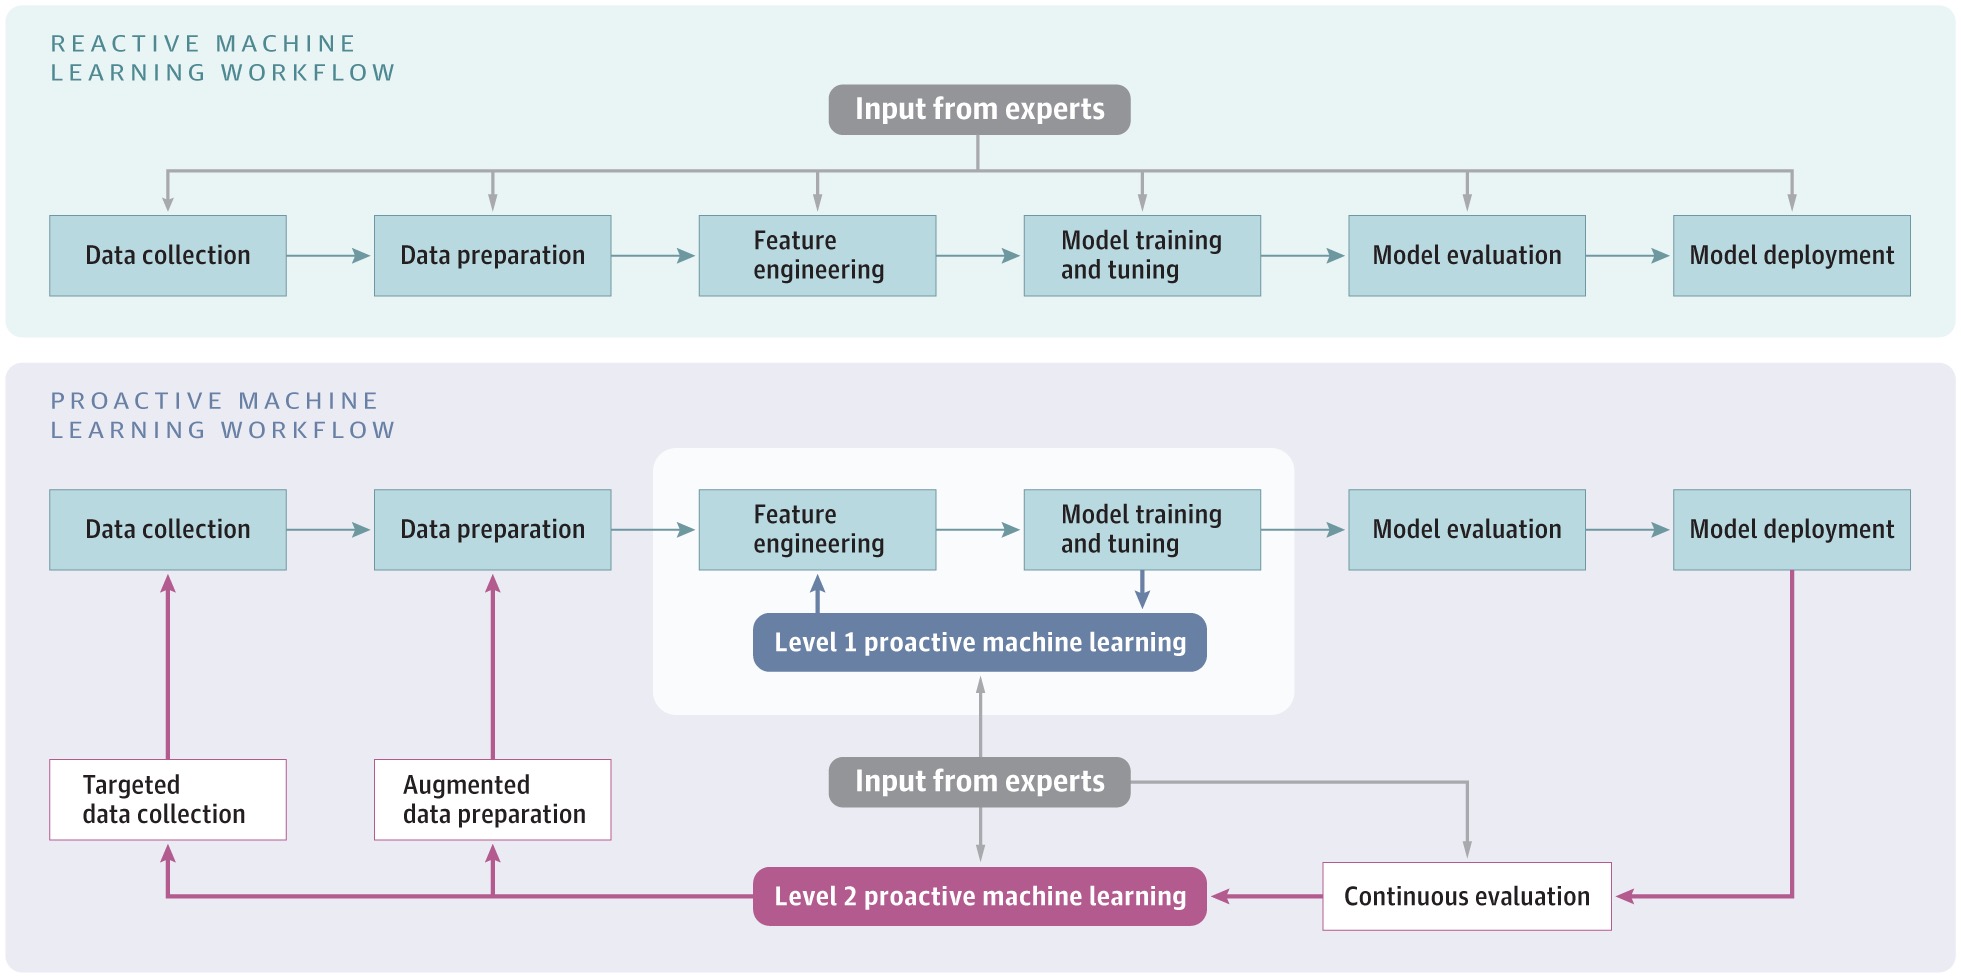 REACTIVE MACHINE
LEARNING WORKFLOW
Input from experts
Data collection
Data preparation
Feature
engineering
Model training
and tuning
Model evaluation
Model deployment
PROACTIVE MACHINE
LEARNING WORKFLOW
Data collection
Data preparation
Feature
engineering
Model training
and tuning
Model evaluation
Model deployment
Level 1 proactive machine learning
Targeted
data collection
Augmented
data preparation
Input from experts
Level 2 proactive machine learning
Continuous evaluation